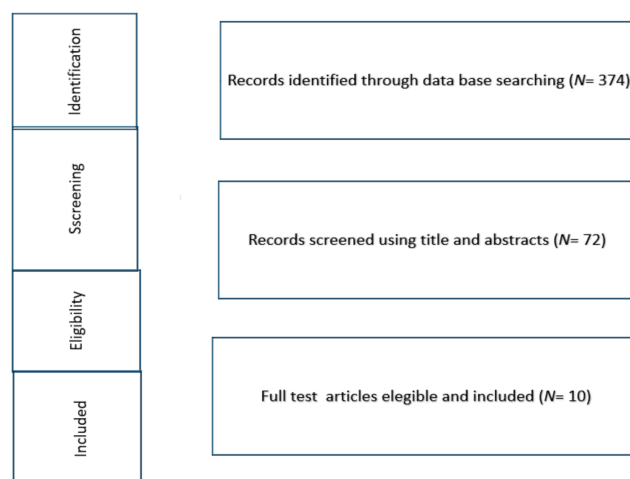 Identification
Records identified through data base searching (N= 374)
Sscreening
Records screened using title and abstracts (N= 72)
Eligibility
Full test articles elegible and included (N= 10)
Included